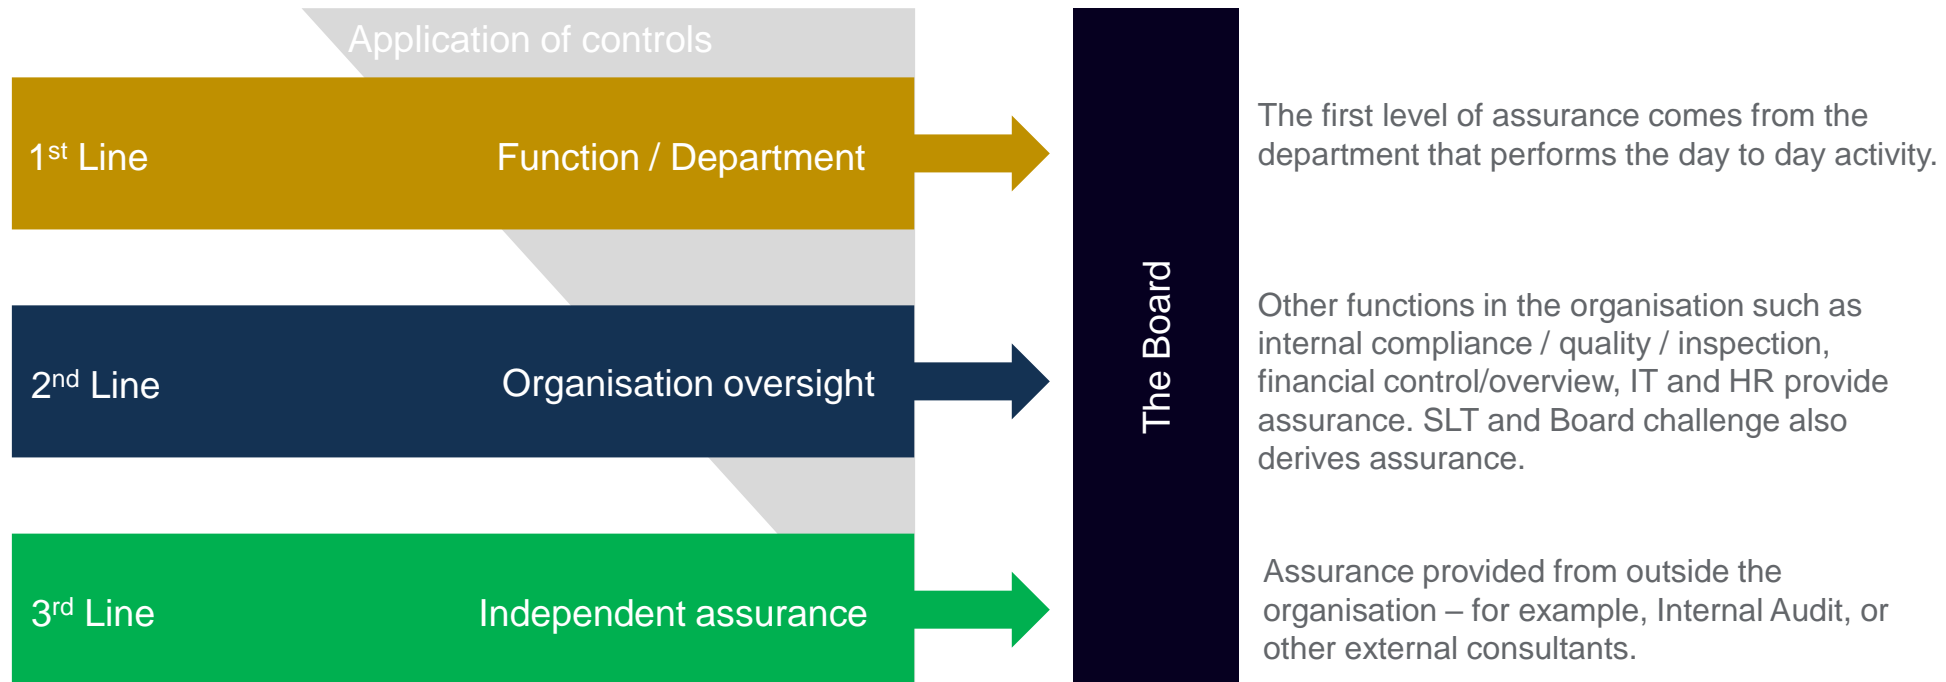 Application of controls
1st Line
Function / Department
The first level of assurance comes from the
department that performs the day to day activity.
2nd Line
Organisation oversight
The Board
Other functions in the organisation such as
internal compliance / quality / inspection,
financial control/overview, IT and HR provide
assurance. SLT and Board challenge also
derives assurance.
3rd Line
Independent assurance
Assurance provided from outside the
organisation – for example, Internal Audit, or
other external consultants.